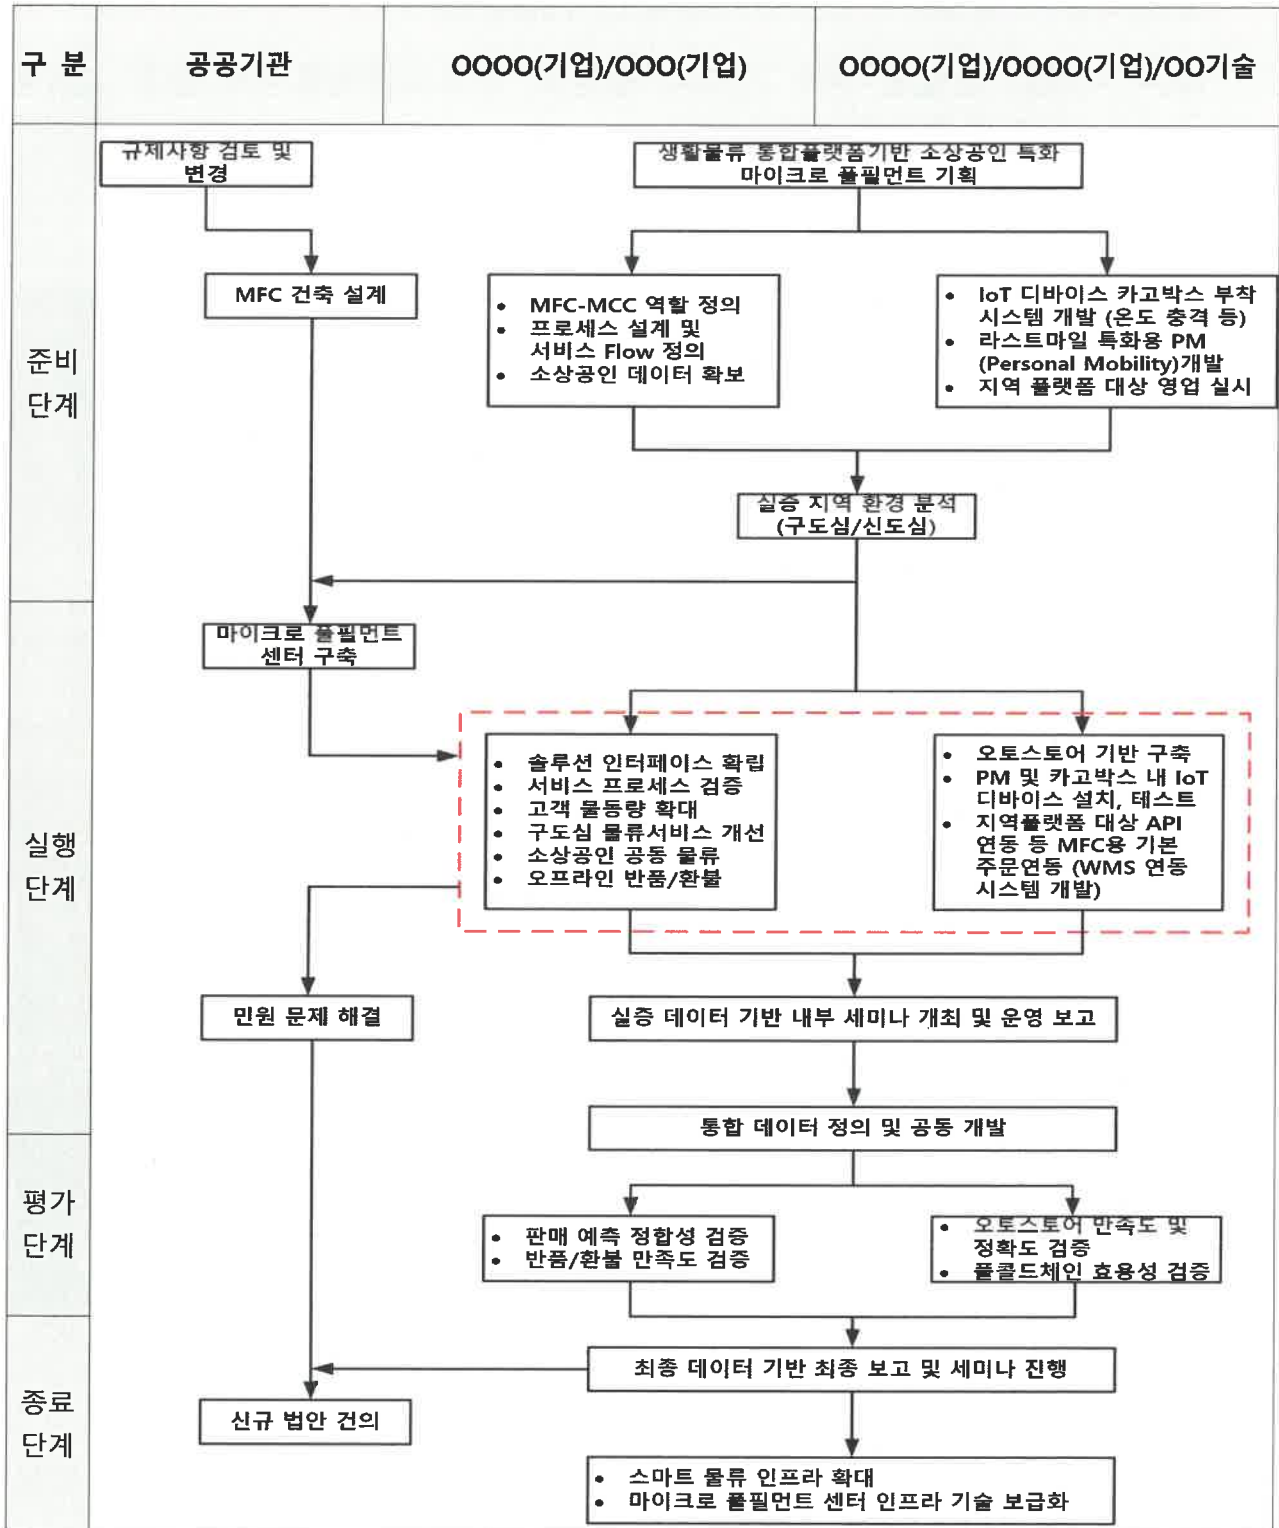 구 분
공공기관
OOOO(기업)/OOO(기업)
OOOO(기업)/OOOO(기업)/OO기술
준비
단계
규제사항 검토 및
변경
생활물류 통합플랫폼기반 소상공인 특화
마이크로 풀필먼트 기획
MFC 건축 설계
• MFC-MCC 역할 정의
• 프로세스 설계 및
서비스 Flow 정의
• 소상공인 데이터 확보
• IoT 디바이스 카고박스 부착
시스템 개발 (온도 충격 등)
• 라스트마일 특화용 PM
(Personal Mobility)개발
• 지역 플랫폼 대상 영업 실시
실증 지역 환경 분석
(구도심/신도심)
실행
단계
마이크로 풀필먼트
센터 구축
• 솔루션 인터페이스 확립
• 서비스 프로세스 검증
• 고객 물동량 확대
• 구도심 물류서비스 개선
• 소상공인 공동 물류
• 오프라인 반품/환불
• 오토스토어 기반 구축
• PM 및 카고박스 내 IoT
디바이스 설치, 테스트
• 지역플랫폼 대상 API
연동 등 MFC용 기본
주문연동 (WMS 연동
시스템 개발)
민원 문제 해결
실증 데이터 기반 내부 세미나 개최 및 운영 보고
통합 데이터 정의 및 공동 개발
평가
단계
• 판매 예측 정합성 검증
• 반품/환불 만족도 검증
• 오토스토어 만족도 및
정확도 검증
• 풀콜드체인 효용성 검증
종료
단계
최종 데이터 기반 최종 보고 및 세미나 진행
신규 법안 건의
• 스마트 물류 인프라 확대
• 마이크로 풀필먼트 센터 인프라 기술 보급화